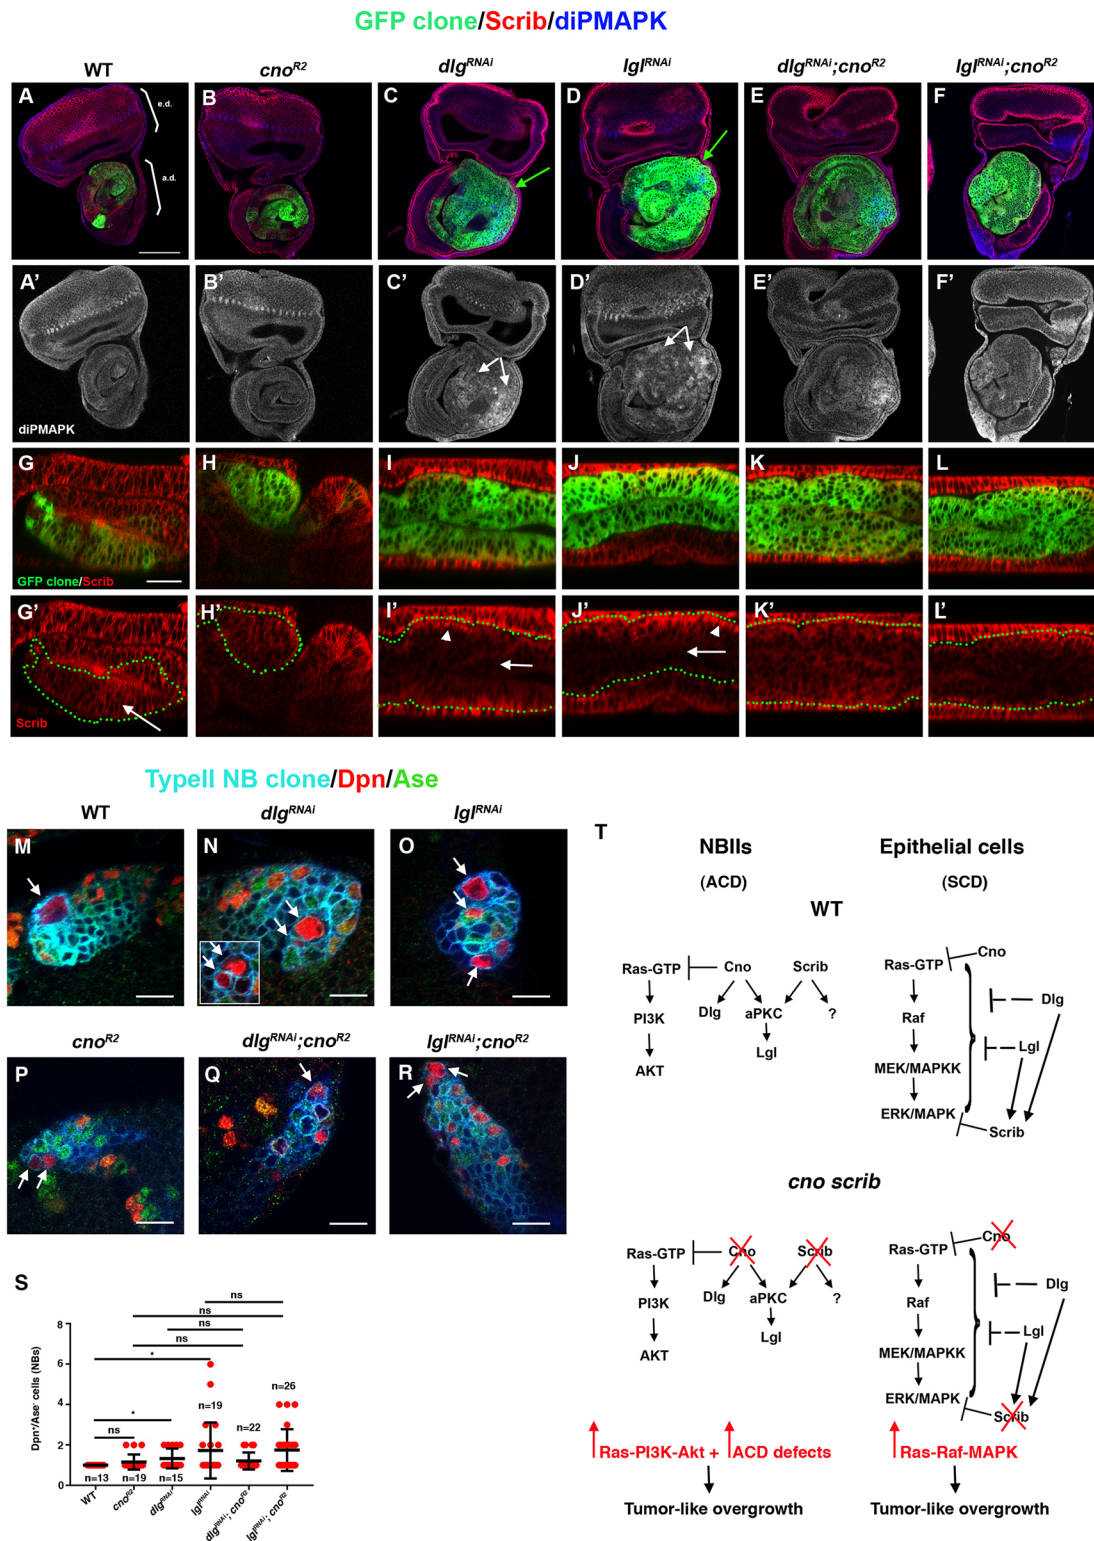 GFP clone/Scrib/diPMAPK
WT
cnoR2
dlgRNAi
lglRNAi
dlgRNAi;cnoR2
lglRNAi;cnoR2
A
e.d.
a.d.
B
C
D
E
F
A'
diPMAPK
B'
C'
D'
E'
F'
G
GFP clone/Scrib
H
I
J
K
L
G'
Scrib
H'
I'
J'
K'
L'
TypeII NB clone/Dpn/Ase
WT
dlgRNAi
lglRNAi
M
N
O
cnoR2
dlgRNAi;cnoR2
lglRNAi;cnoR2
P
Q
R
S
Dpn+/Ase- cells (NBs)
8
6
4
2
0
ns
ns
ns
ns
*
*
ns
n=13
n=19
n=15
n=19
n=22
n=26
WT
cnoR2
dlgRNAi
lglRNAi
dlgRNAi; cnoR2
lglRNAi; cnoR2
T
NBIIs
(ACD)
Epithelial cells
(SCD)
WT
Ras-GTP
Cno
Scrib
PI3K
Dlg
aPKC
?
AKT
Lgl
Cno
Ras-GTP
Raf
Dlg
MEK/MAPKK
Lgl
ERK/MAPK
Scrib
cno scrib
Ras-GTP
Cno
Scrib
PI3K
Dlg
aPKC
?
AKT
Lgl
Cno
Ras-GTP
Raf
Dlg
MEK/MAPKK
Lgl
ERK/MAPK
Scrib
Ras-PI3K-Akt + ACD defects
Tumor-like overgrowth
Ras-Raf-MAPK
Tumor-like overgrowth